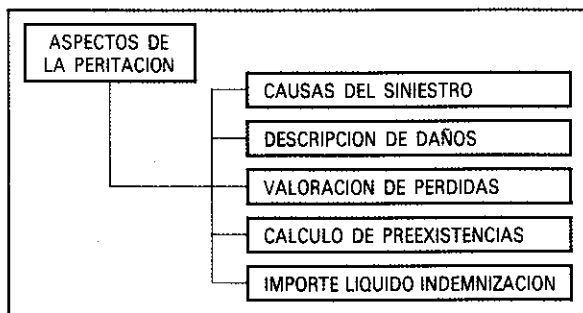 ASPECTOS DE
LA PERITACION
CAUSAS DEL SINIESTRO
DESCRIPCION DE DAÑOS
VALORACION DE PERDIDAS
CALCULO DE PREEXISTENCIAS
IMPORTE LIQUIDO INDEMNIZACION